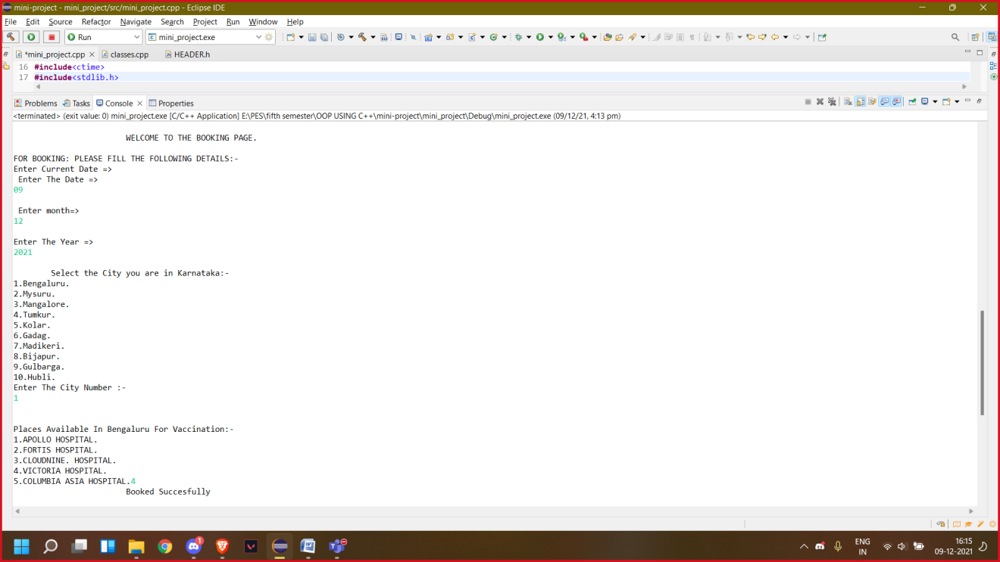 mini-project - mini_project/src/mini_project.cpp - Eclipse IDE
File Edit Source Refactor Navigate Search Project Run Window Help
Run mini_project.exe
*mini_project.cpp classes.cpp HEADER.h
16 #include<ctime>
17 #include<stdlib.h>
Problems Tasks Console Properties
<terminated> (exit value: 0) mini_project.exe [C/C++ Application] E:\PES\fifth semester\OOP USING C++\mini-project\mini_project\Debug\mini_project.exe (09/12/21, 4:13 pm)
WELCOME TO THE BOOKING PAGE.
FOR BOOKING: PLEASE FILL THE FOLLOWING DETAILS:-
Enter Current Date =>
Enter The Date =>
09
Enter month=>
12
Enter The Year =>
2021
Select the City you are in Karnataka:-
1.Bengaluru.
2.Mysuru.
3.Mangalore.
4.Tumkur.
5.Kolar.
6.Gadag.
7.Madikeri.
8.Bijapur.
9.Gulbarga.
10.Hubli.
Enter The City Number :-
1
Places Available In Bengaluru For Vaccination:-
1.APOLLO HOSPITAL.
2.FORTIS HOSPITAL.
3.CLOUDNINE. HOSPITAL.
4.VICTORIA HOSPITAL.
5.COLUMBIA ASIA HOSPITAL.4
Booked Succesfully
1
ENG
IN
16:15
09-12-2021